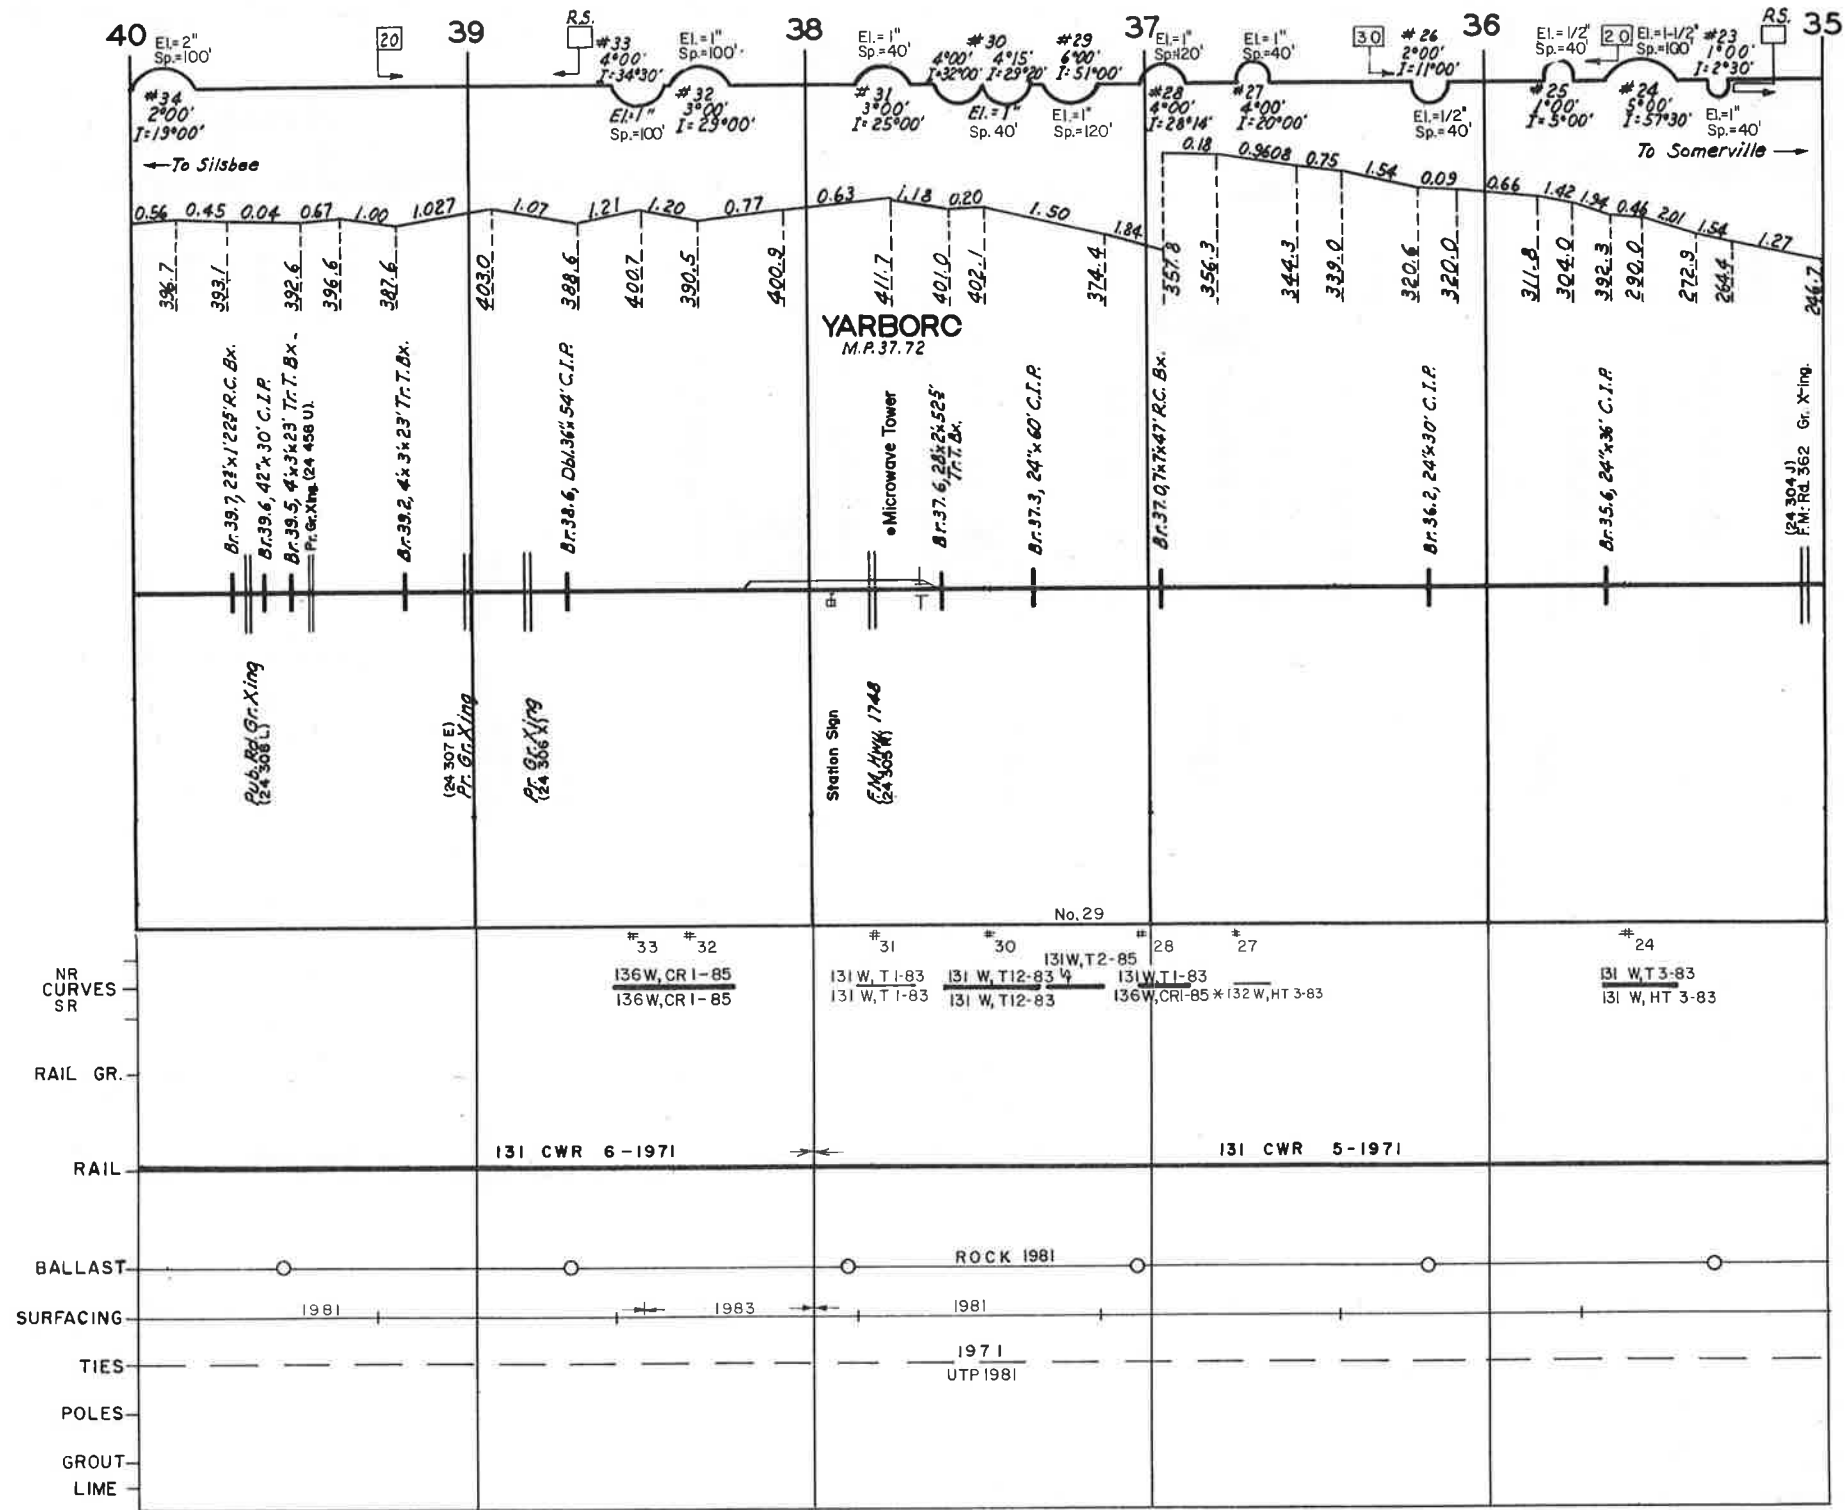 40
39
38
37
36
35
El.=2"
Sp.=100'
20
R.S.
#33
4°00'
I=34°30'
El.=1"
Sp.=100'
El.=1"
Sp.=40'
#30
4°00' 4°15'
I=32°00' I=29°20'
#29
6°00'
I=51°00'
El.=1"
Sp.=120'
El.=1"
Sp.=40'
30
#26
2°00'
I=11°00'
El.=1/2"
Sp.=40'
20
El.=1-1/2"
Sp.=100'
#23
1°00'
I=2°30'
R.S.
#34
2°00'
I=19°00'
El.=1"
Sp.=100'
#32
3°00'
I=29°00'
#31
3°00'
I=25°00'
El.=1"
Sp. 40'
El.=1"
Sp.=120'
#28
4°00'
I=28°14'
#27
4°00'
I=20°00'
El.=1/2"
Sp.=40'
#25
1°00'
I=5°00'
#24
5°00'
I=57°30'
El.=1"
Sp.=40'
To Silsbee
To Somerville
0.56 0.45 0.04 0.67 1.00 1.027 1.07 1.21 1.20 0.77 0.63 1.18 0.20 1.50 1.84 0.18 0.9608 0.75 1.54 0.09 0.66 1.42 1.94 0.46 2.01 1.54 1.27
396.7 393.1 392.6 396.6 387.6 403.0 388.6 400.7 390.5 400.9 411.7 401.0 402.1 374.4 357.8 356.3 344.3 339.0 320.6 320.0 311.8 304.0 392.3 290.0 272.9 264.4 246.7
YARBORO
M.P. 37.72
Br. 39.6, 42"x 30' C.I.P.
Br. 39.5, 4'x3'x23' Tr. T. Bx.
Pr. Gr. Xing. (24 458 U).
Br. 39.2, 4'x3'x23' Tr. T. Bx.
Br. 38.6, Dbl. 36"x 54' C.I.P.
Microwave Tower
Br. 37.3, 24"x 60' C.I.P.
Br. 37.0, 7'x7'x47' R.C. Bx.
Br. 36.2, 24"x30' C.I.P.
Br. 35.6, 24"x36' C.I.P.
(24 304 J)
F.M. Rd. 362 Gr. X-ing.
Pub. Rd. Gr. Xing
(24 308 L)
(24 307 E)
Pr. Gr. Xing
Pr. Gr. Xing
(24 306 X)
Station Sign
F.M. Hwy. 1748
No. 29
#33 #32 #31 #30 #28 #27 #24
NR
CURVES
SR
136W, CR 1-85
136W, CR 1-85
131 W, T 1-83
131 W, T 1-83
131 W, T12-83
131 W, T12-83
131W, T2-85
131W, T1-83
136W, CR1-85 * 132 W, HT 3-83
131 W, T 3-83
131 W, HT 3-83
RAIL GR.
RAIL
131 CWR 6-1971
131 CWR 5-1971
BALLAST
ROCK 1981
SURFACING
1981 1983 1981
TIES
1971
UTP 1981
POLES
GROUT
LIME